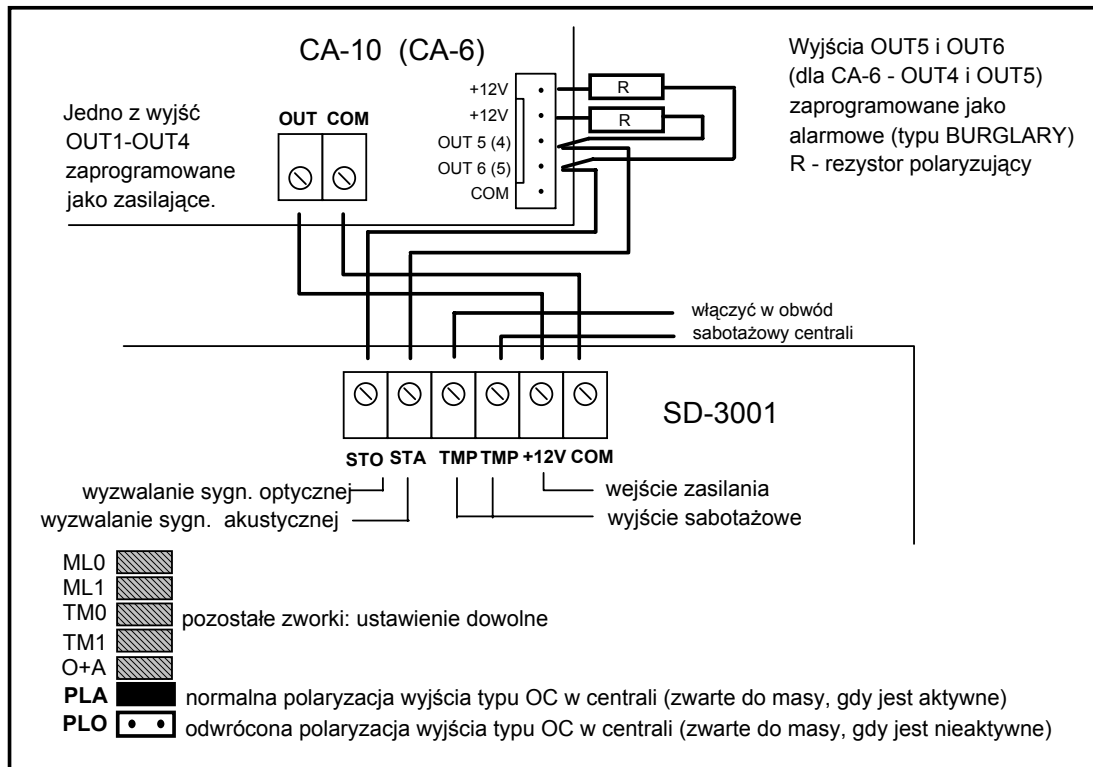 CA-10 (CA-6)
Wyjścia OUT5 i OUT6
(dla CA-6 - OUT4 i OUT5)
zaprogramowane jako
alarmowe (typu BURGLARY)
R - rezystor polaryzujący
Jedno z wyjść
OUT1-OUT4
zaprogramowane
jako zasilające.
OUT COM
+12V
+12V
OUT 5 (4)
OUT 6 (5)
COM
R
R
włączyć w obwód
sabotażowy centrali
SD-3001
STO STA TMP TMP +12V COM
wyzwalanie sygn. optycznej
wyzwalanie sygn. akustycznej
wejście zasilania
wyjście sabotażowe
ML0
ML1
TM0
TM1
O+A
pozostałe zworki: ustawienie dowolne
PLA normalna polaryzacja wyjścia typu OC w centrali (zwarte do masy, gdy jest aktywne)
PLO odwrócona polaryzacja wyjścia typu OC w centrali (zwarte do masy, gdy jest nieaktywne)